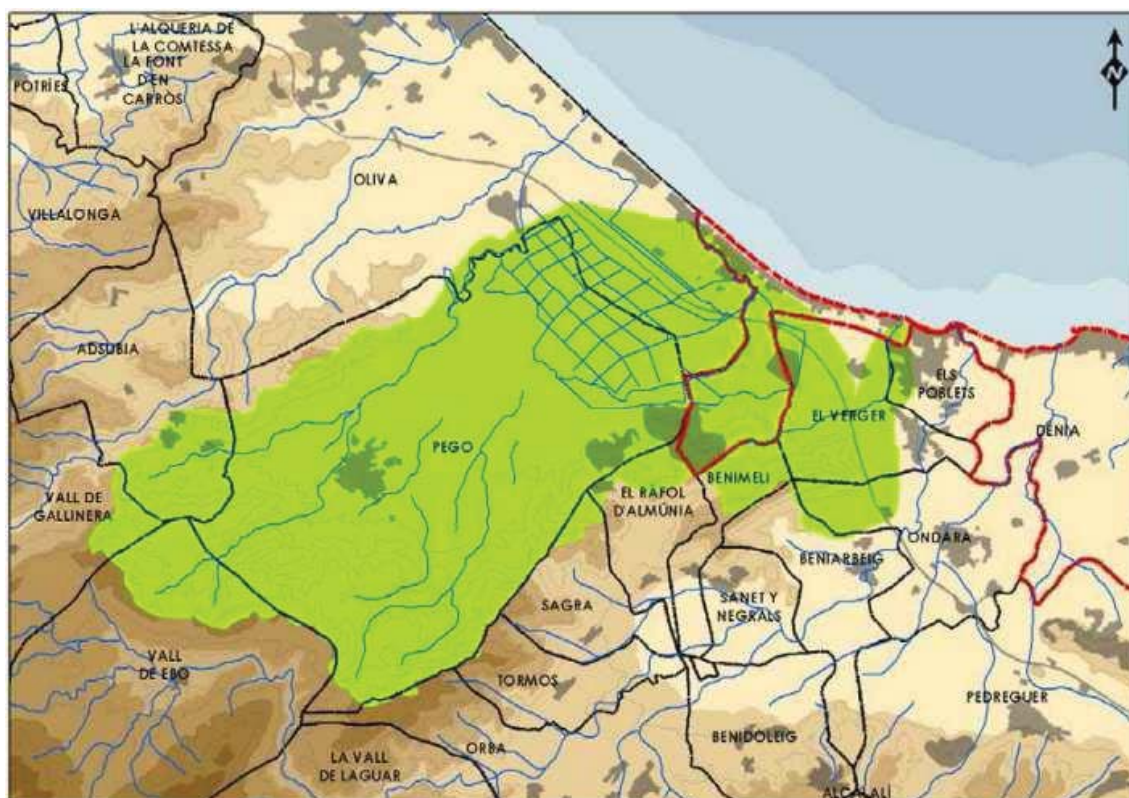 L'ALQUERIA DE
LA COMTESSA
LA FONT
D'EN
CARRÒS
POTRÍES
N
OLIVA
VILLALONGA
ADSUBIA
ELS
POBLETS
EL VERGER
DÉNIA
PEGO
BENIMELI
VALL DE
GALLINERA
EL RÀFOL
D'ALMÚNIA
ONDARA
BENIARBEIG
SAGRA
SANET Y
NEGRALS
VALL
DE EBO
TORMOS
PEDREGUER
ORBA
BENIDOLEIG
LA VALL
DE LAGUAR
ALCALALÍ